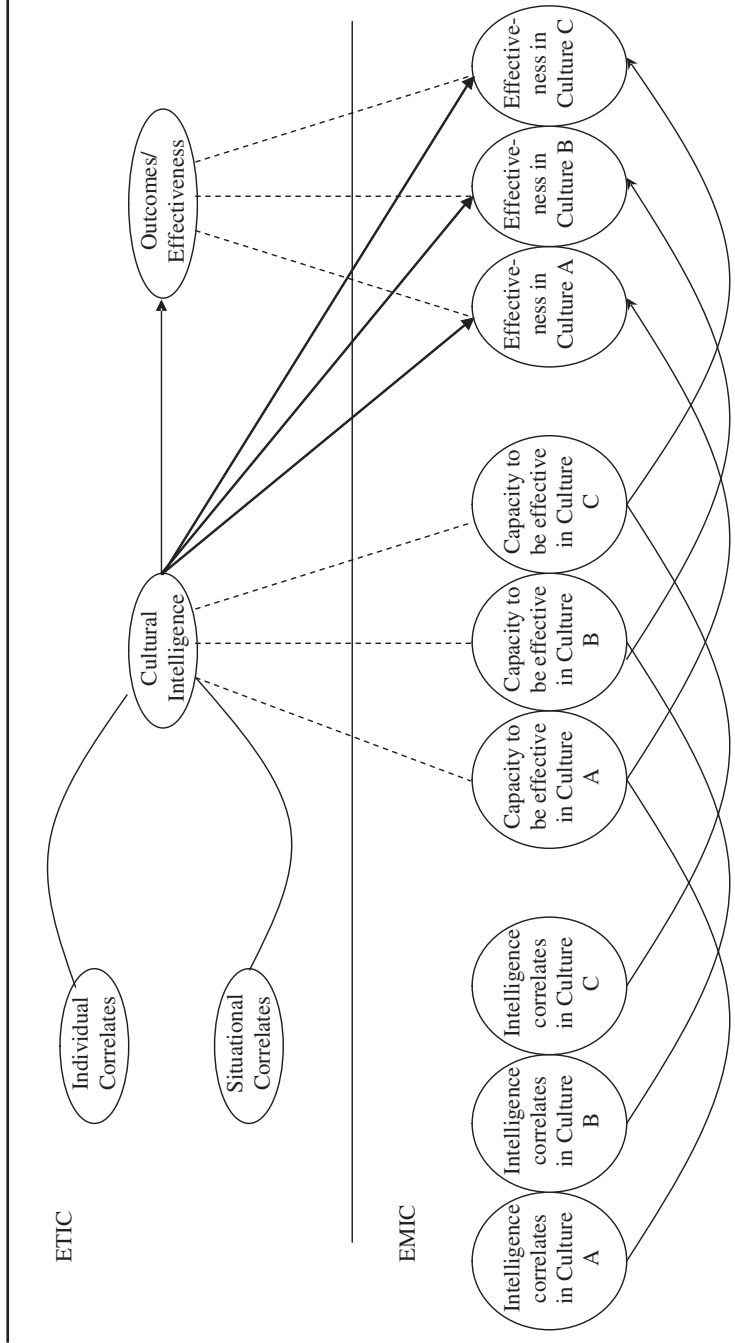 ETIC
Individual
Correlates
Situational
Correlates
Cultural
Intelligence
Outcomes/
Effectiveness
EMIC
Intelligence
correlates
in Culture
A
Intelligence
correlates
in Culture
B
Intelligence
correlates
in Culture
C
Capacity to
be effective
in Culture
A
Capacity to
be effective
in Culture
B
Capacity to
be effective
in Culture
C
Effective-
ness in
Culture A
Effective-
ness in
Culture B
Effective-
ness in
Culture C